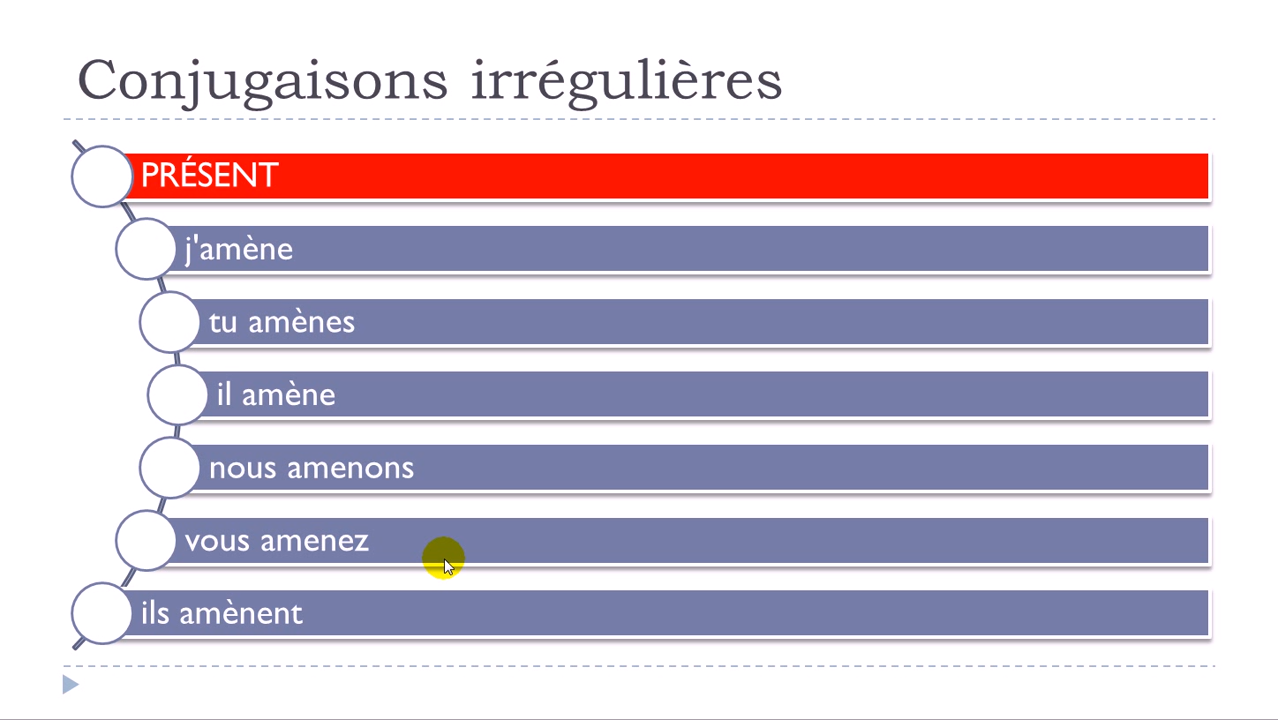 Conjugaisons irrégulières
PRÉSENT
j'amène
tu amènes
il amène
nous amenons
vous amenez
ils amènent